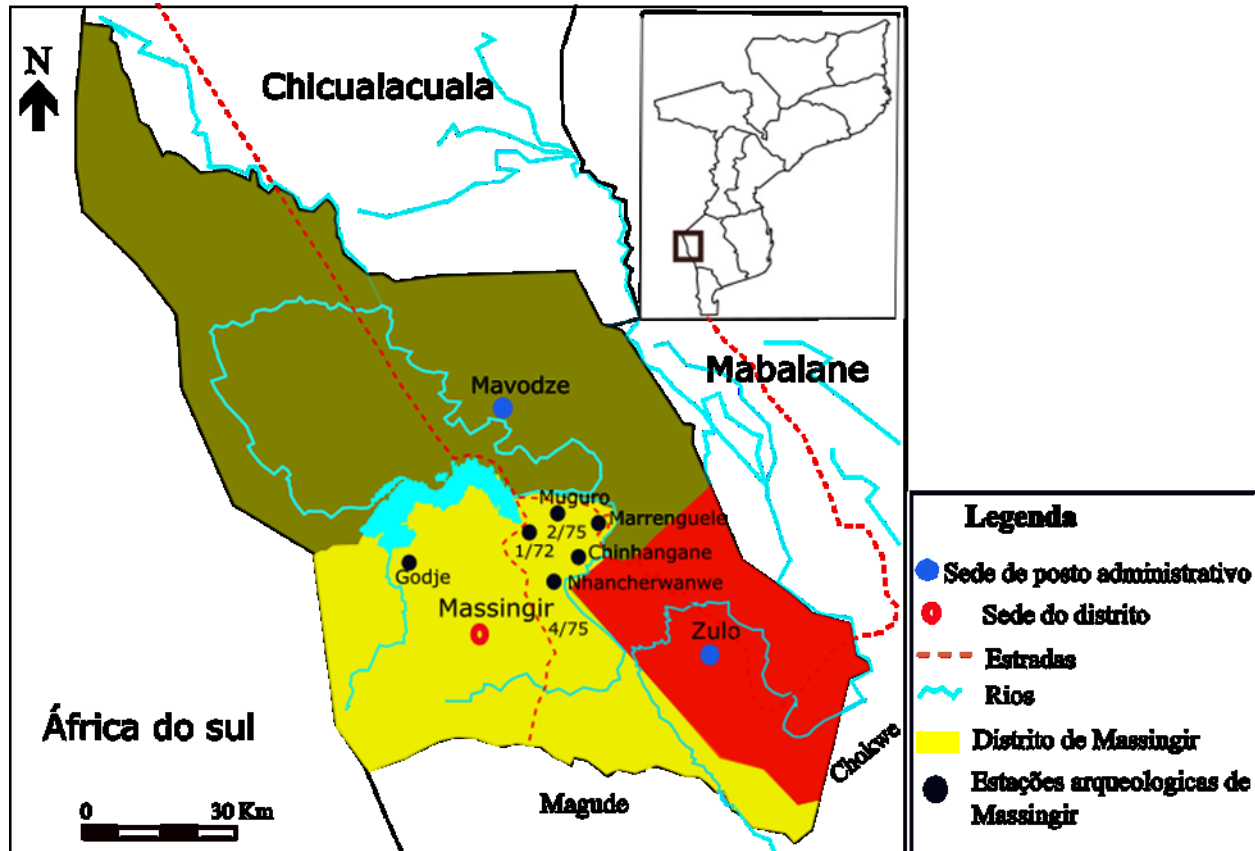 N
Chicualacuala
Mabalane
Mavodze
Muguro
Marrenguele
2/75
1/72
Chinhangane
Godje
Nhancherwanwe
Massingir
4/75
Zulo
África do sul
Chokwe
Magude
0 30 Km
Legenda
Sede de posto administrativo
Sede do distrito
Estradas
Rios
Distrito de Massingir
Estações arqueologicas de
Massingir